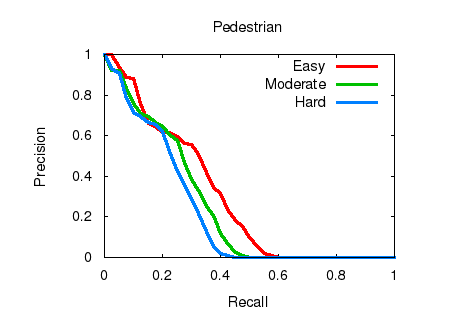 Pedestrian
1
0.8
0.6
0.4
0.2
0
0 0.2 0.4 0.6 0.8 1
Precision
Recall
Easy
Moderate
Hard